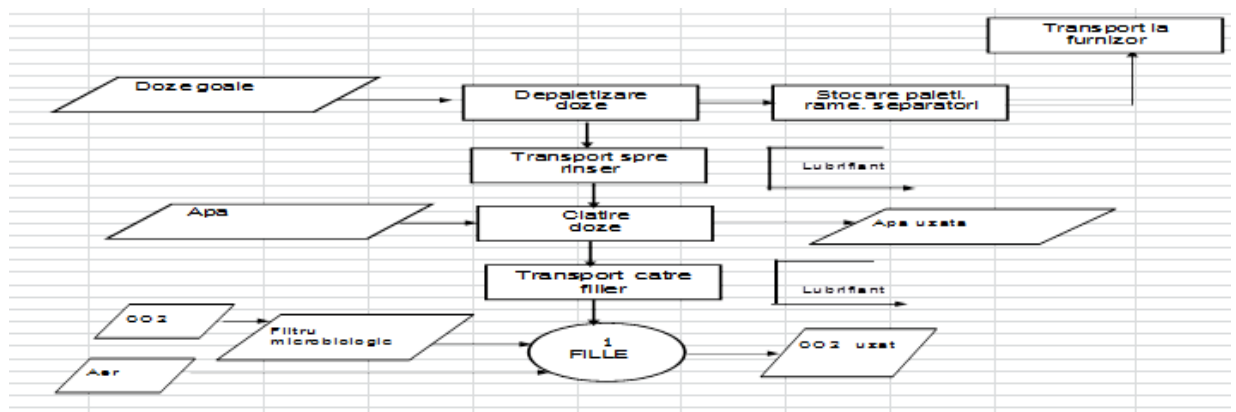 Transport la
furnizor
Doze goale
Depaletizare
doze
Stocare paleti.
rame. separatori
Transport spre
rinser
Lubrifiant
Apa
Clatire
doze
Apa uzata
Transport catre
filler
Lubrifiant
CO2
Filtru
microbiologic
1
FILLE
CO2 uzat
Aer